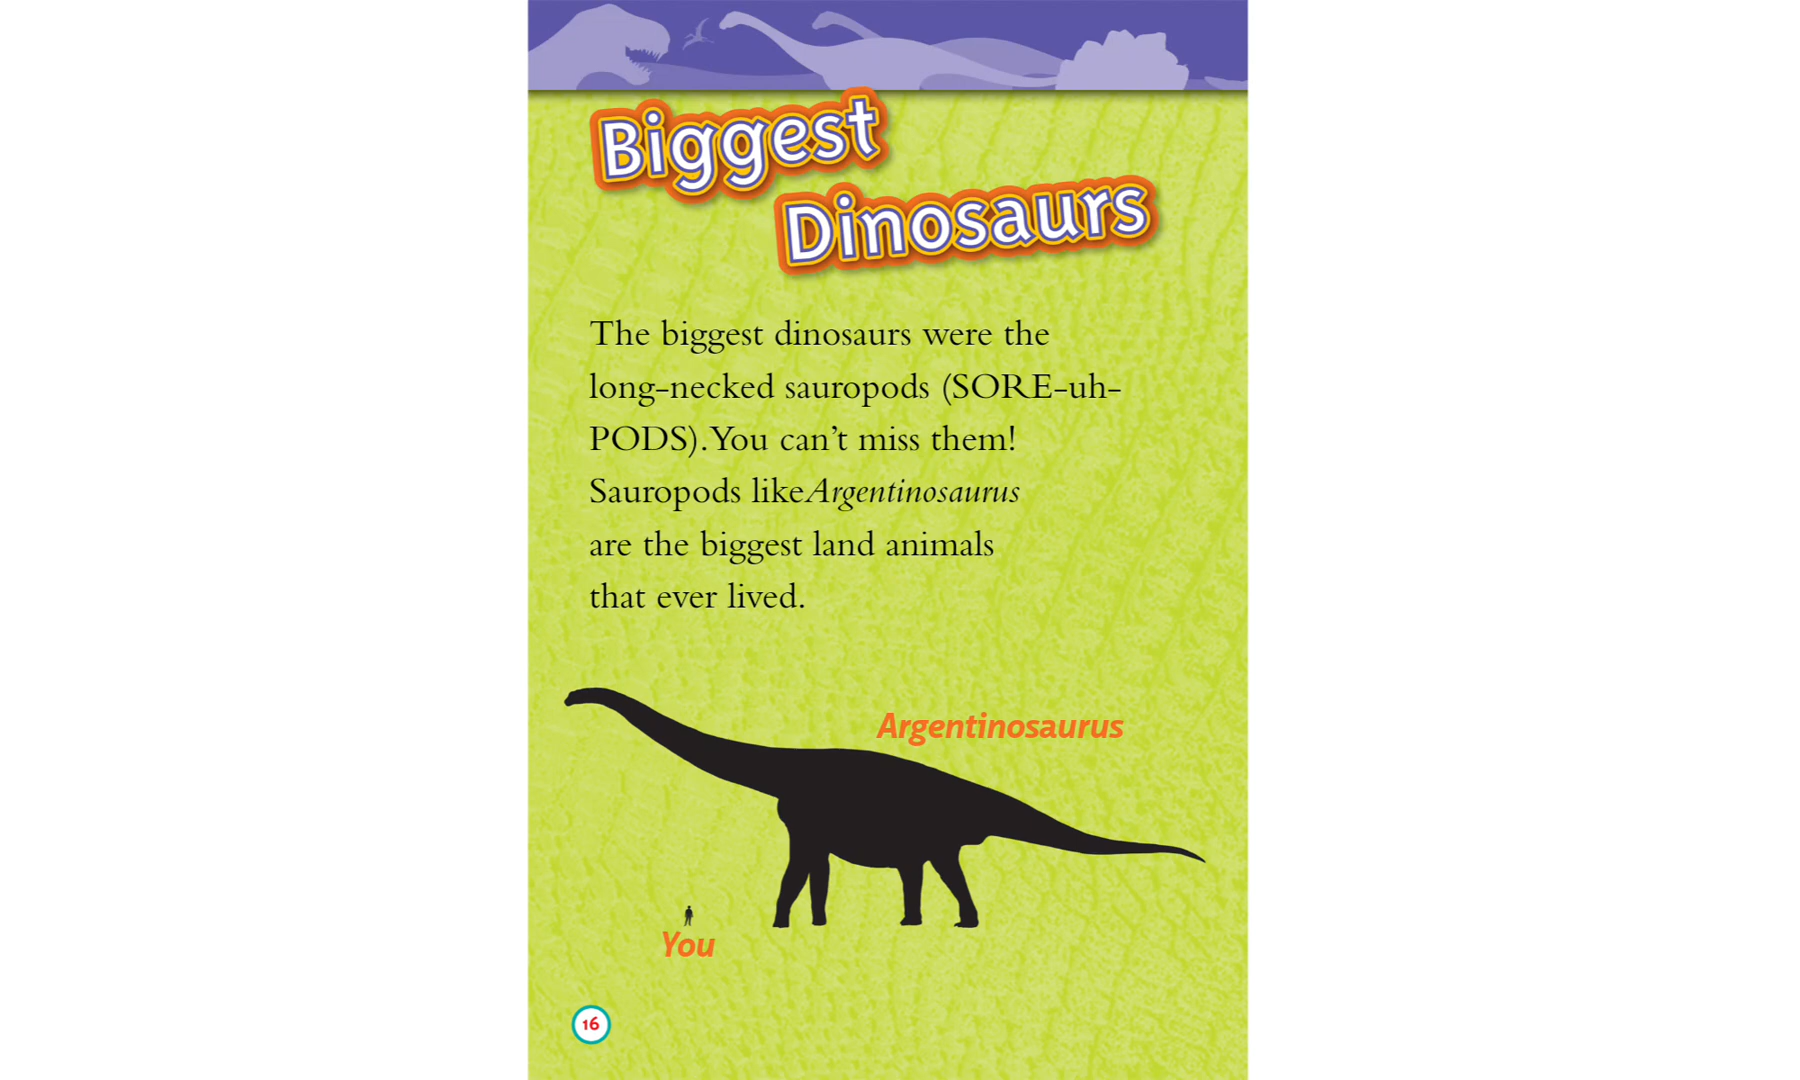 Biggest
Dinosaurs
The biggest dinosaurs were the
long-necked sauropods (SORE-uh-
PODS). You can’t miss them!
Sauropods like Argentinosaurus
are the biggest land animals
that ever lived.
Argentinosaurus
You
16